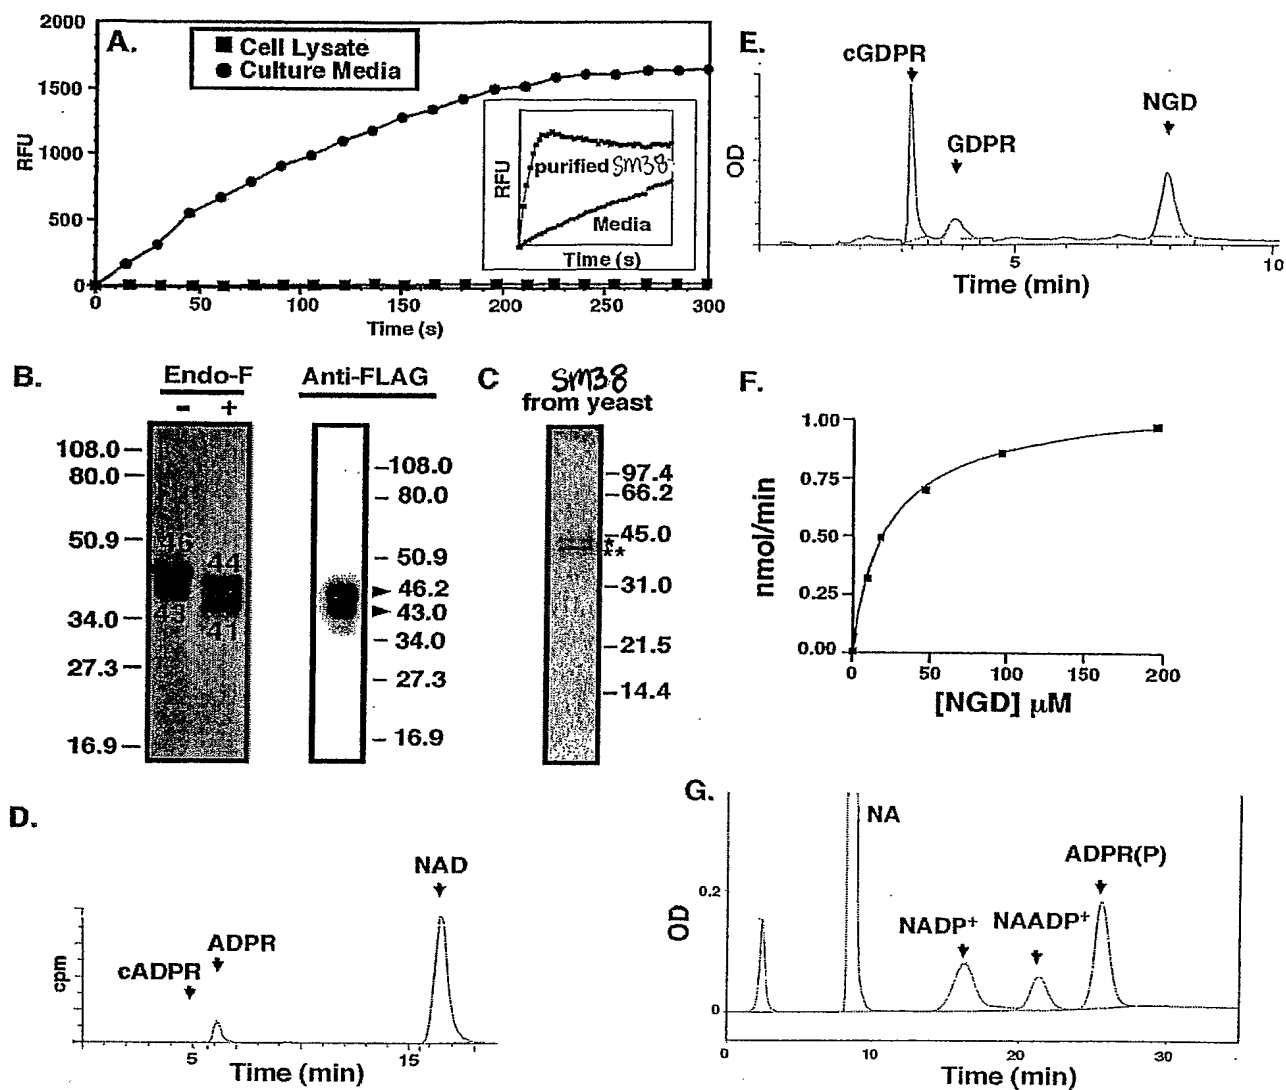 A.
Cell Lysate
Culture Media
2000
1500
1000
500
0
RFU
0 50 100 150 200 250 300
Time (s)
RFU
purified SM38
Media
Time (s)
E.
cGDPR
GDPR
NGD
OD
5 10
Time (min)
B.
Endo-F
- +
108.0
80.0
50.9
34.0
27.3
16.9
46
44
43
41
Anti-FLAG
108.0
80.0
50.9
46.2
43.0
34.0
27.3
16.9
C
SM38
from yeast
97.4
66.2
45.0
*
**
31.0
21.5
14.4
F.
1.00
0.75
0.50
0.25
0.00
nmol/min
0 50 100 150 200
[NGD] µM
D.
NAD
ADPR
cADPR
cpm
5 15
Time (min)
G.
NA
ADPR(P)
NADP+ NAADP+
0.2
0
OD
0 10 20 30
Time (min)